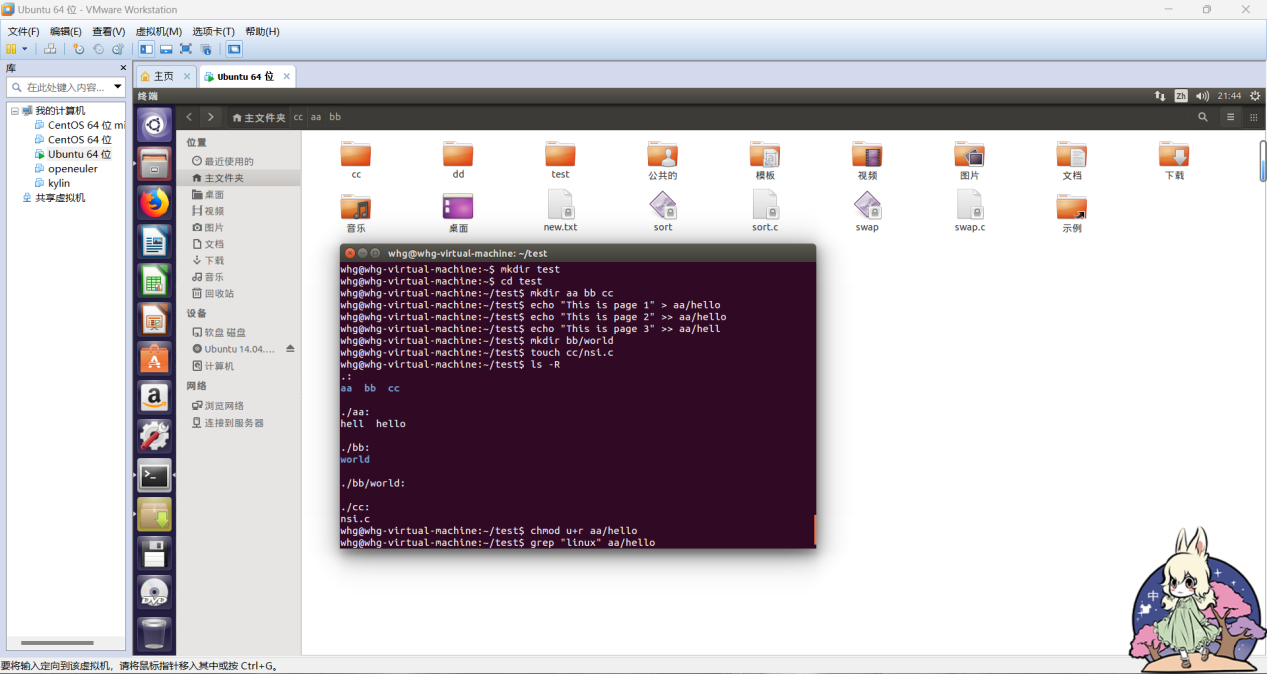 Ubuntu 64 位 - VMware Workstation
文件(F) 编辑(E) 查看(V) 虚拟机(M) 选项卡(T) 帮助(H)
库
在此处键入内容...
我的计算机
CentOS 64 位 mi
CentOS 64 位
Ubuntu 64 位
openeuler
kylin
共享虚拟机
主页
Ubuntu 64 位
终端
Zh
21:44
主文件夹 cc aa bb
位置
最近使用的
主文件夹
桌面
视频
图片
文档
下载
音乐
回收站
设备
软盘 磁盘
Ubuntu 14.04....
计算机
网络
浏览网络
连接到服务器
cc dd test 公共的 模板 视频 图片 文档 下载
音乐 桌面 new.txt sort sort.c swap swap.c 示例
whg@whg-virtual-machine: ~/test
whg@whg-virtual-machine:~$ mkdir test
whg@whg-virtual-machine:~$ cd test
whg@whg-virtual-machine:~/test$ mkdir aa bb cc
whg@whg-virtual-machine:~/test$ echo "This is page 1" > aa/hello
whg@whg-virtual-machine:~/test$ echo "This is page 2" >> aa/hello
whg@whg-virtual-machine:~/test$ echo "This is page 3" >> aa/hell
whg@whg-virtual-machine:~/test$ mkdir bb/world
whg@whg-virtual-machine:~/test$ touch cc/nsi.c
whg@whg-virtual-machine:~/test$ ls -R
.:
aa bb cc
./aa:
hell hello
./bb:
world
./bb/world:
./cc:
nsi.c
whg@whg-virtual-machine:~/test$ chmod u+r aa/hello
whg@whg-virtual-machine:~/test$ grep "linux" aa/hello
a
DVD
中
要将输入定向到该虚拟机，请将鼠标指针移入其中或按 Ctrl+G。